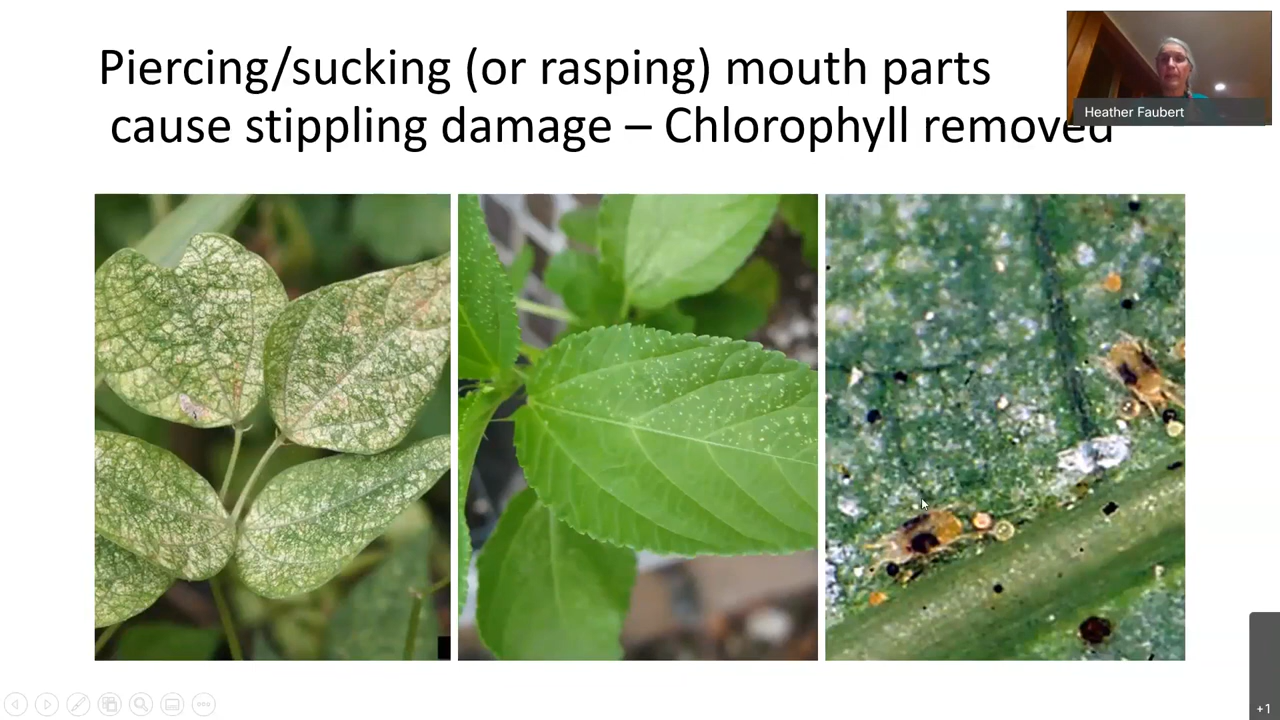 Piercing/sucking (or rasping) mouth parts
cause stippling damage – Chlorophyll removed
Heather Faubert
+1